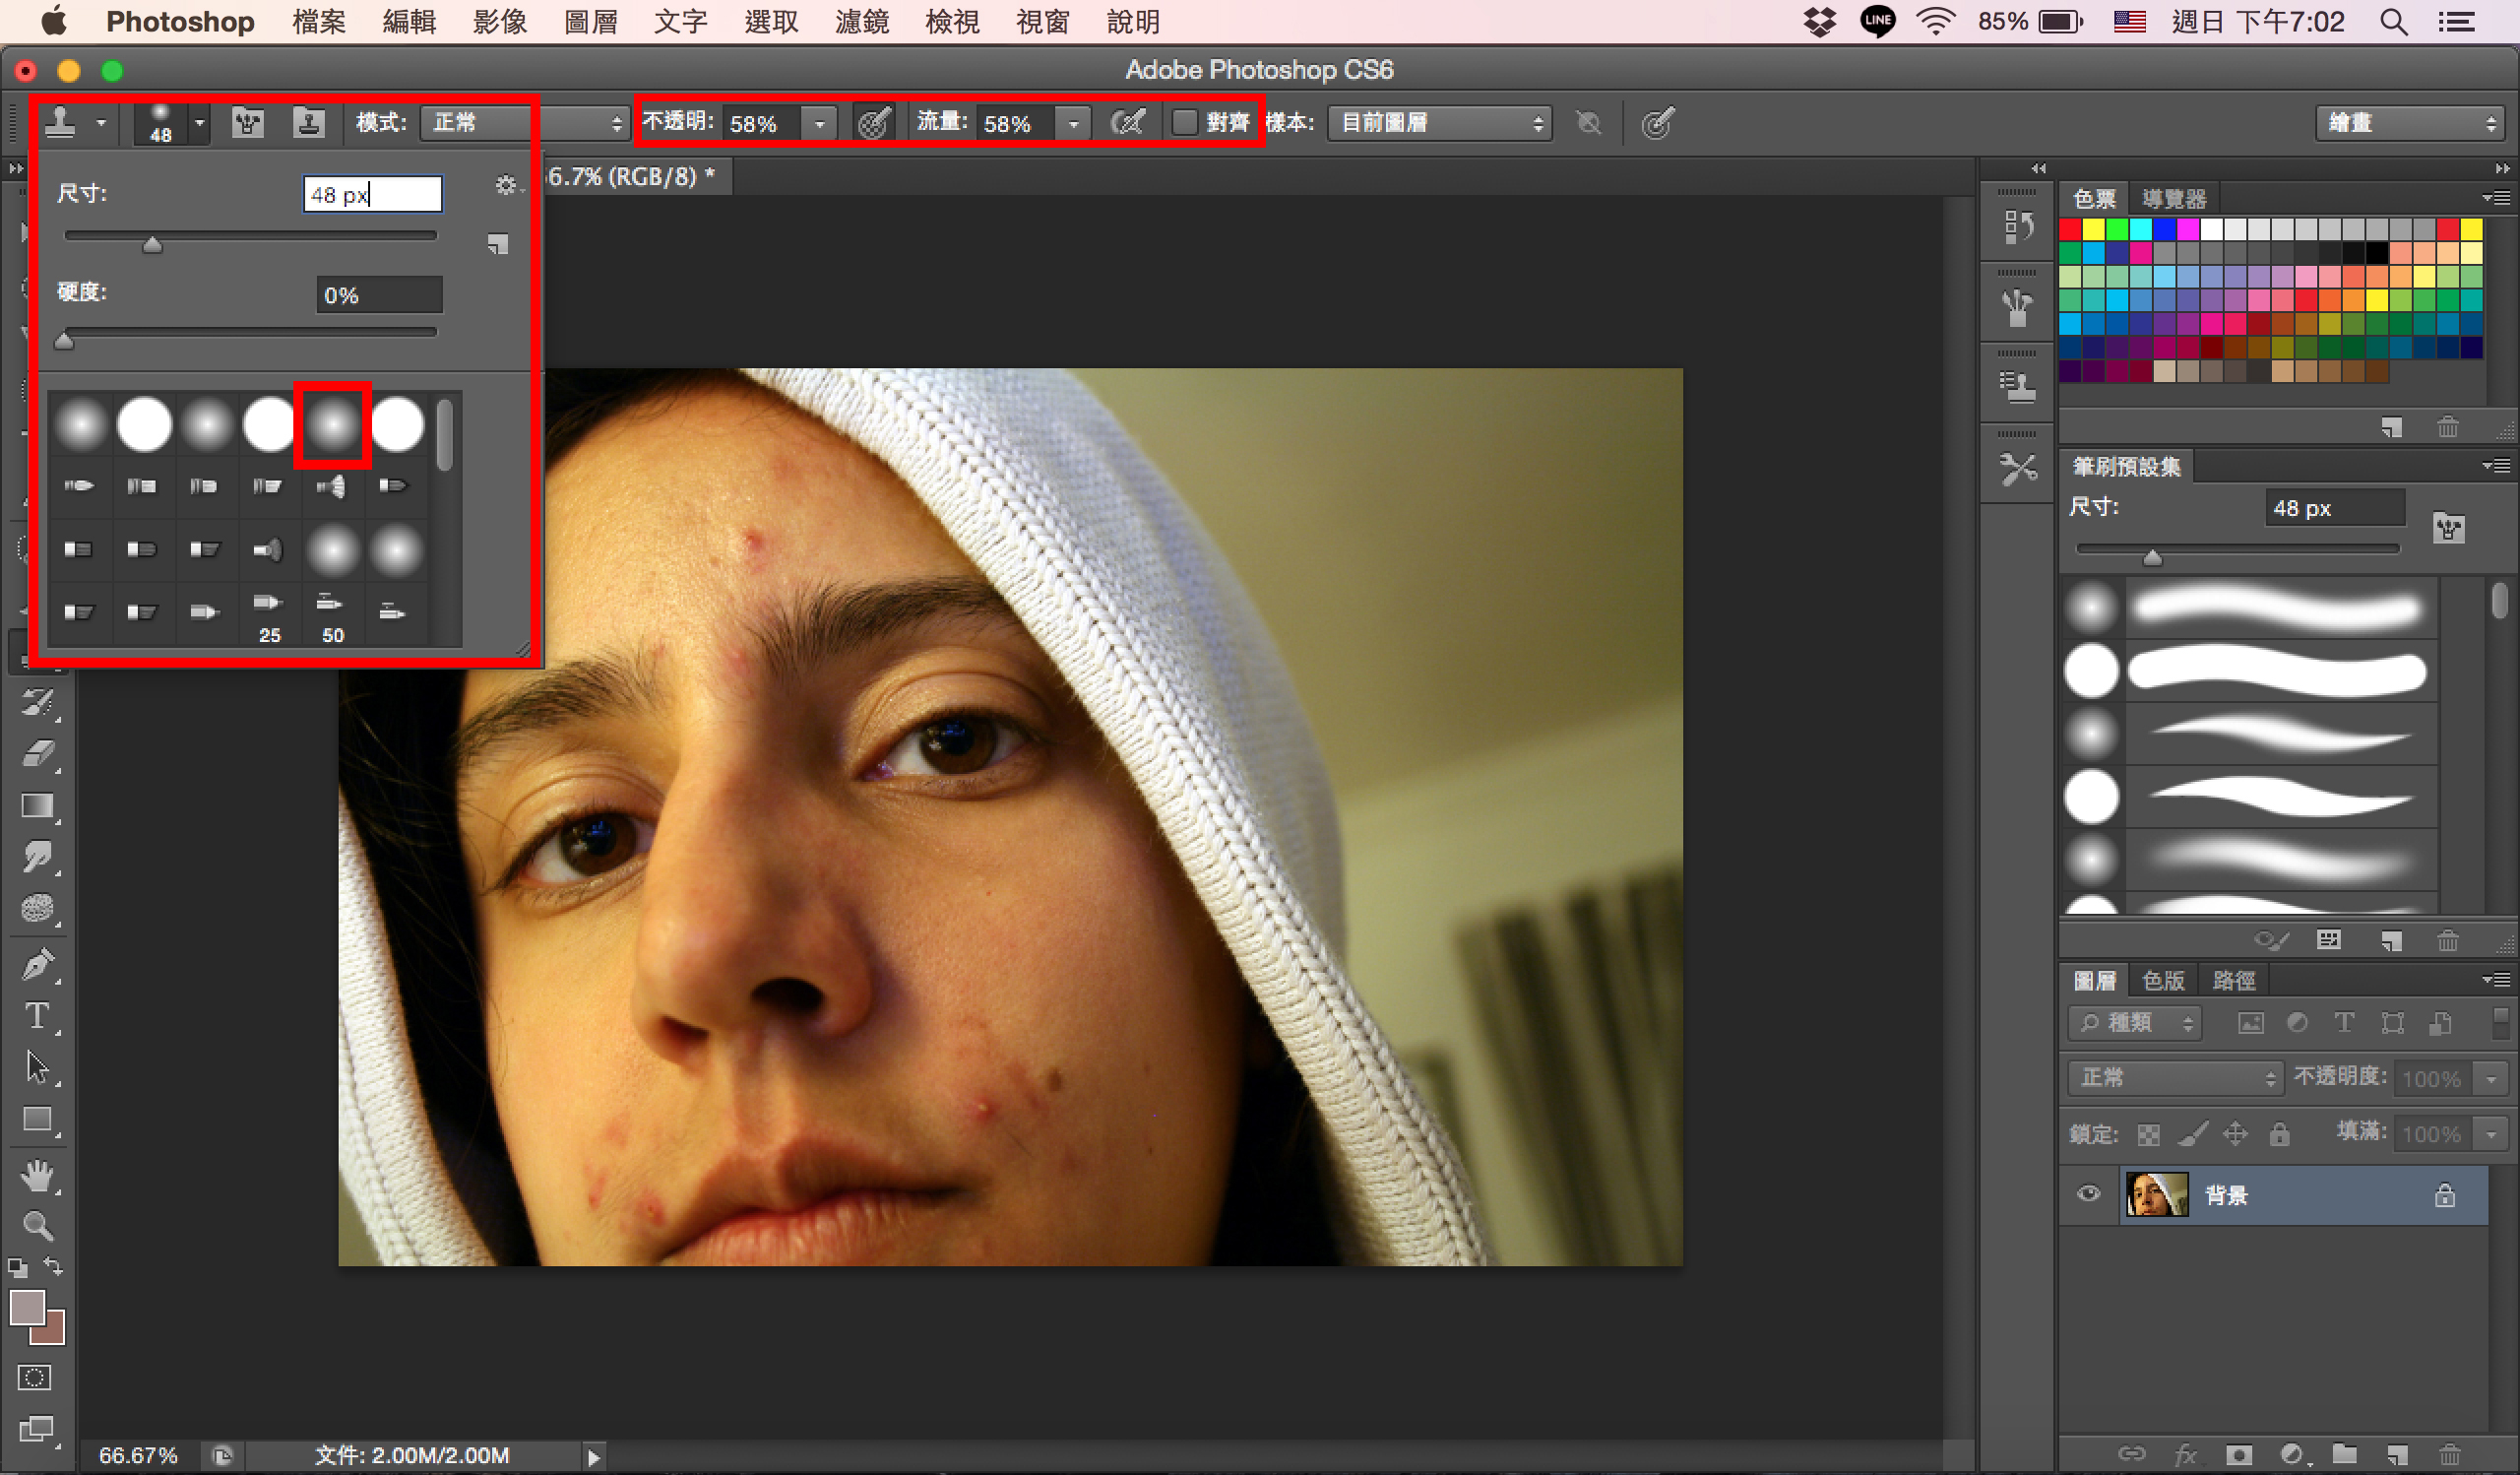 Photoshop 檔案 編輯 影像 圖層 文字 選取 濾鏡 檢視 視窗 說明 LINE 85% 週日 下午7:02
Adobe Photoshop CS6
48 模式: 正常 不透明: 58% 流量: 58% 對齊 樣本: 目前圖層 繪畫
6.7% (RGB/8) *
尺寸: 48 px
硬度: 0%
25 50
色票 導覽器
筆刷預設集
尺寸: 48 px
圖層 色版 路徑
種類
正常 不透明度: 100%
鎖定: 填滿: 100%
背景
fx
66.67% 文件: 2.00M/2.00M